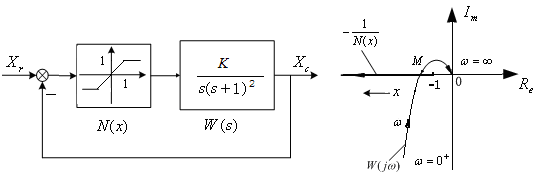 X_r
−
1
1
N(x)
K
s(s+1)²
W(s)
X_c
I_m
−1/N(x)
M
ω=∞
−1
0
R_e
x
ω
ω=0⁺
W(jω)